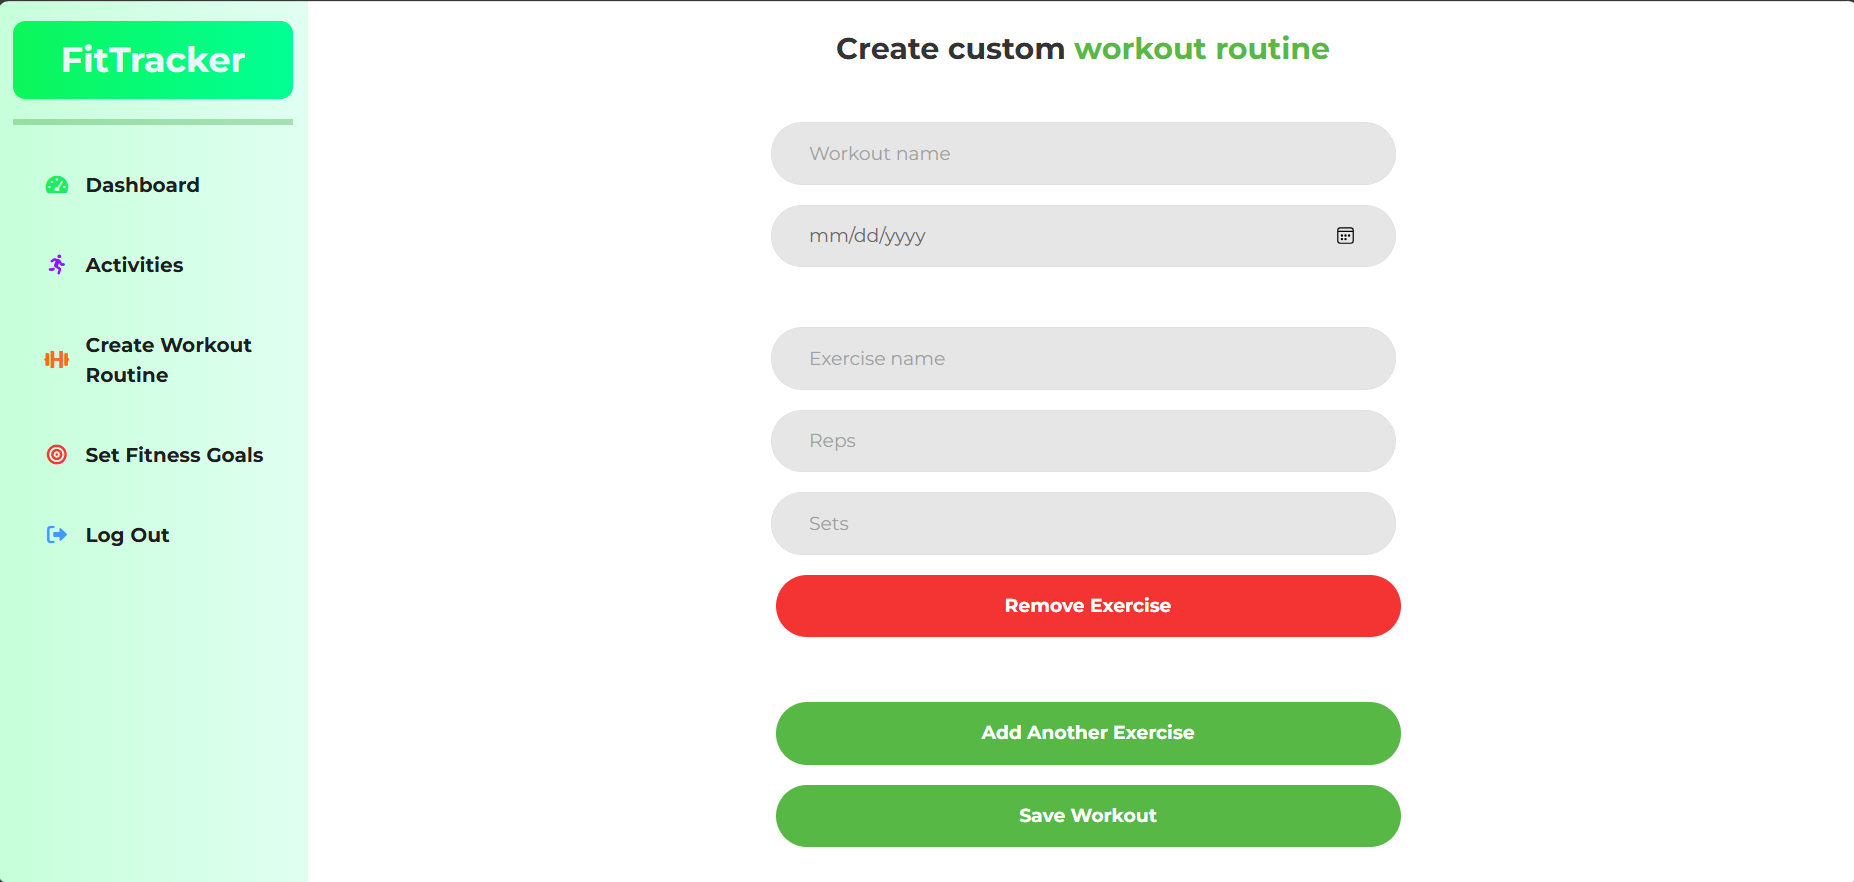 FitTracker
Dashboard
Activities
Create Workout
Routine
Set Fitness Goals
Log Out
Create custom workout routine
Workout name
mm/dd/yyyy
Exercise name
Reps
Sets
Remove Exercise
Add Another Exercise
Save Workout